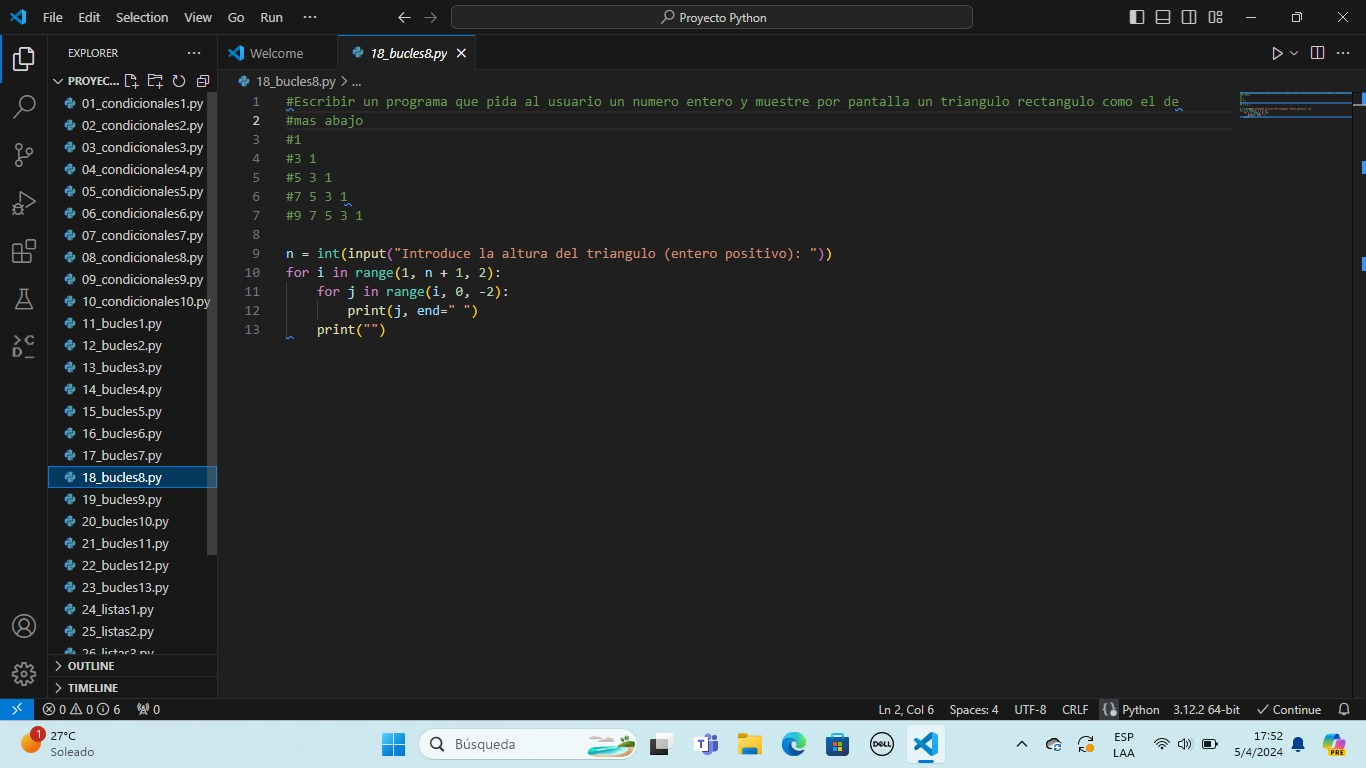 File Edit Selection View Go Run ··· Proyecto Python
EXPLORER ···
Welcome
18_bucles8.py
PROYEC...
18_bucles8.py > ...
01_condicionales1.py
02_condicionales2.py
03_condicionales3.py
04_condicionales4.py
05_condicionales5.py
06_condicionales6.py
07_condicionales7.py
08_condicionales8.py
09_condicionales9.py
10_condicionales10.py
11_bucles1.py
12_bucles2.py
13_bucles3.py
14_bucles4.py
15_bucles5.py
16_bucles6.py
17_bucles7.py
18_bucles8.py
19_bucles9.py
20_bucles10.py
21_bucles11.py
22_bucles12.py
23_bucles13.py
24_listas1.py
25_listas2.py
26_listas3.py
OUTLINE
TIMELINE
1 #Escribir un programa que pida al usuario un numero entero y muestre por pantalla un triangulo rectangulo como el de
2 #mas abajo
3 #1
4 #3 1
5 #5 3 1
6 #7 5 3 1
7 #9 7 5 3 1
8
9 n = int(input("Introduce la altura del triangulo (entero positivo): "))
10 for i in range(1, n + 1, 2):
11     for j in range(i, 0, -2):
12         print(j, end=" ")
13     print("")
0 0 6 0 Ln 2, Col 6 Spaces: 4 UTF-8 CRLF Python 3.12.2 64-bit Continue
1
27°C
Soleado
Búsqueda
DELL
ESP
LAA
17:52
5/4/2024
PRE